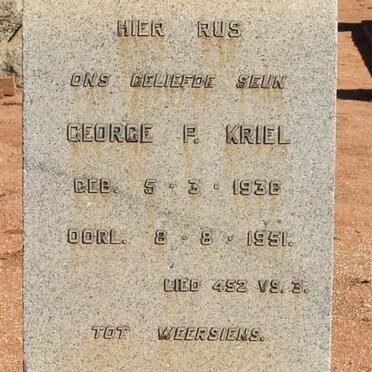 HIER RUS
ONS GELIEFDE SEUN
GEORGE P. KRIEL
GEB. 5·3·1936
OORL. 8·8·1951.
LIED 452 VS. 3.
TOT WEERSIENS.